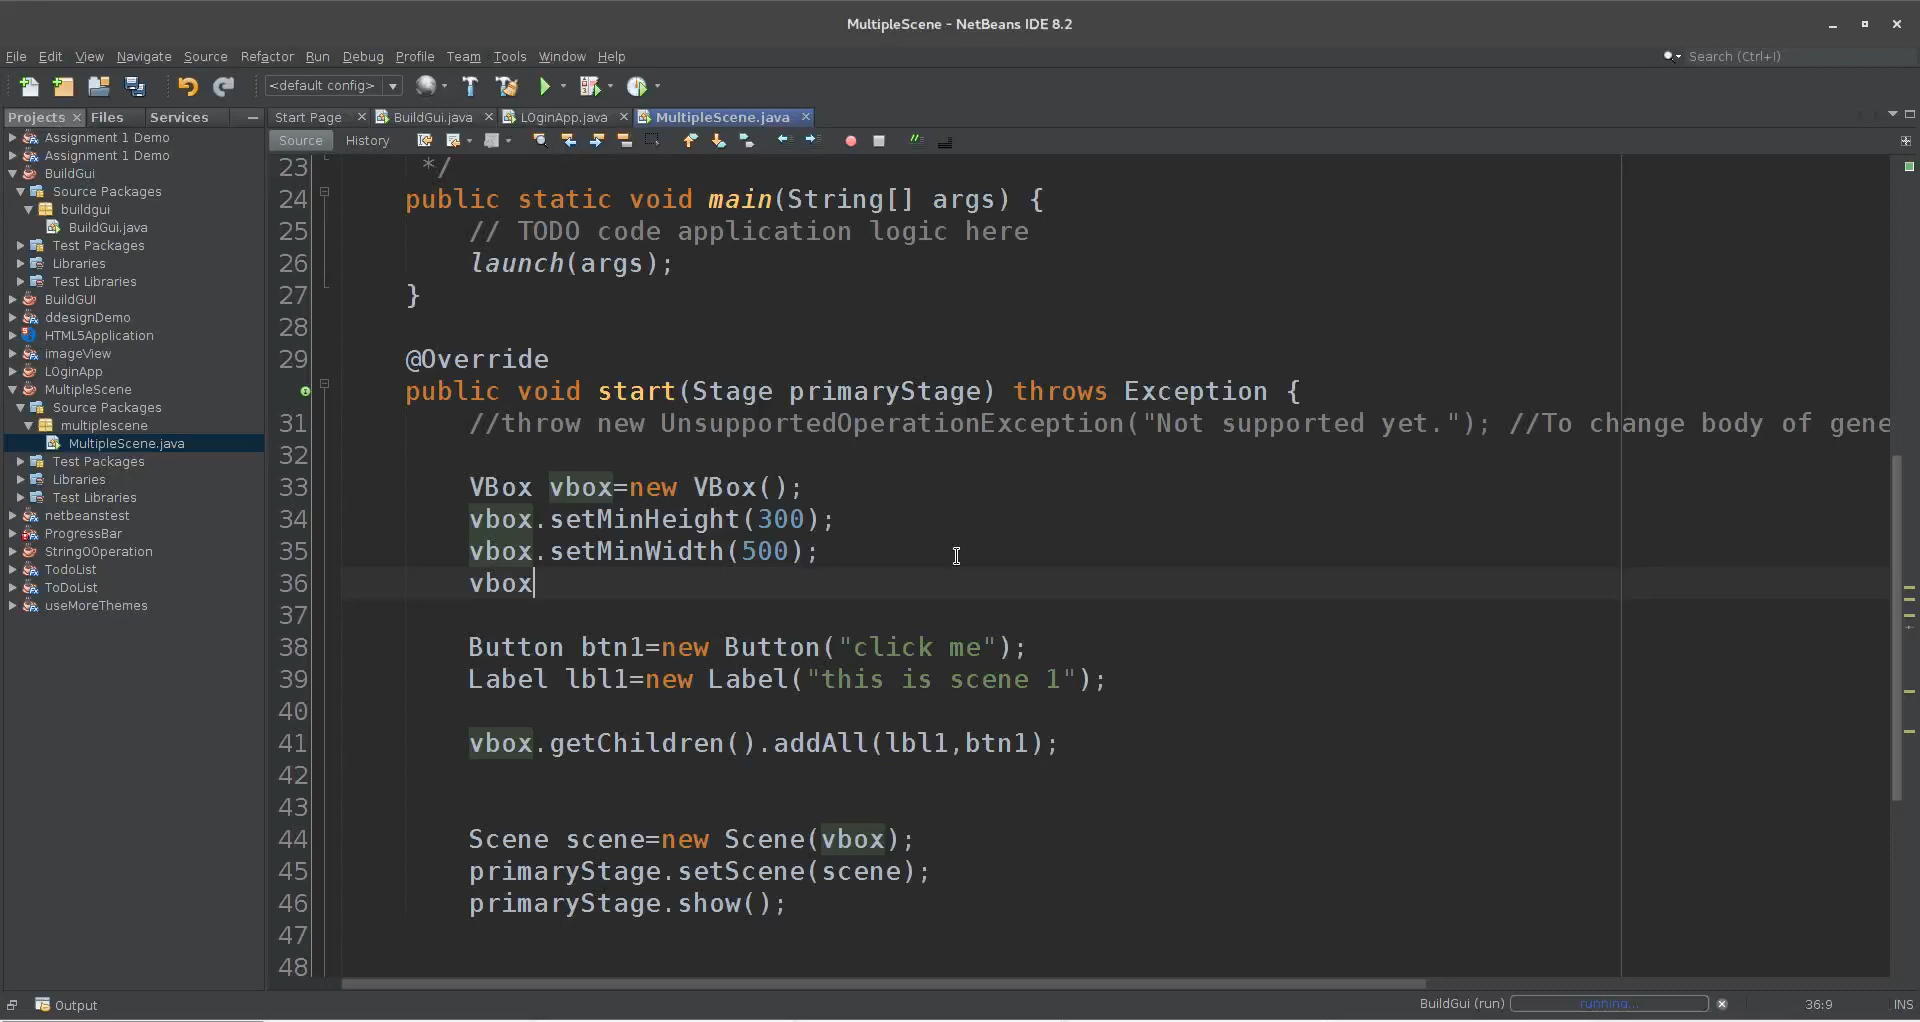 MultipleScene - NetBeans IDE 8.2
File Edit View Navigate Source Refactor Run Debug Profile Team Tools Window Help
Search (Ctrl+I)
<default config>
Projects Files Services
Start Page BuildGui.java LOginApp.java MultipleScene.java
Source History
Assignment 1 Demo
Assignment 1 Demo
BuildGui
Source Packages
buildgui
BuildGui.java
Test Packages
Libraries
Test Libraries
BuildGUI
ddesignDemo
HTML5Application
imageView
LOginApp
MultipleScene
Source Packages
multiplescene
MultipleScene.java
Test Packages
Libraries
Test Libraries
netbeanstest
ProgressBar
StringOOperation
TodoList
ToDoList
useMoreThemes
23 */
24 public static void main(String[] args) {
25 // TODO code application logic here
26 launch(args);
27 }
28
29 @Override
public void start(Stage primaryStage) throws Exception {
31 //throw new UnsupportedOperationException("Not supported yet."); //To change body of gene
32
33 VBox vbox=new VBox();
34 vbox.setMinHeight(300);
35 vbox.setMinWidth(500);
36 vbox
37
38 Button btn1=new Button("click me");
39 Label lbl1=new Label("this is scene 1");
40
41 vbox.getChildren().addAll(lbl1,btn1);
42
43
44 Scene scene=new Scene(vbox);
45 primaryStage.setScene(scene);
46 primaryStage.show();
47
48
Output
BuildGui (run) running... 36:9 INS